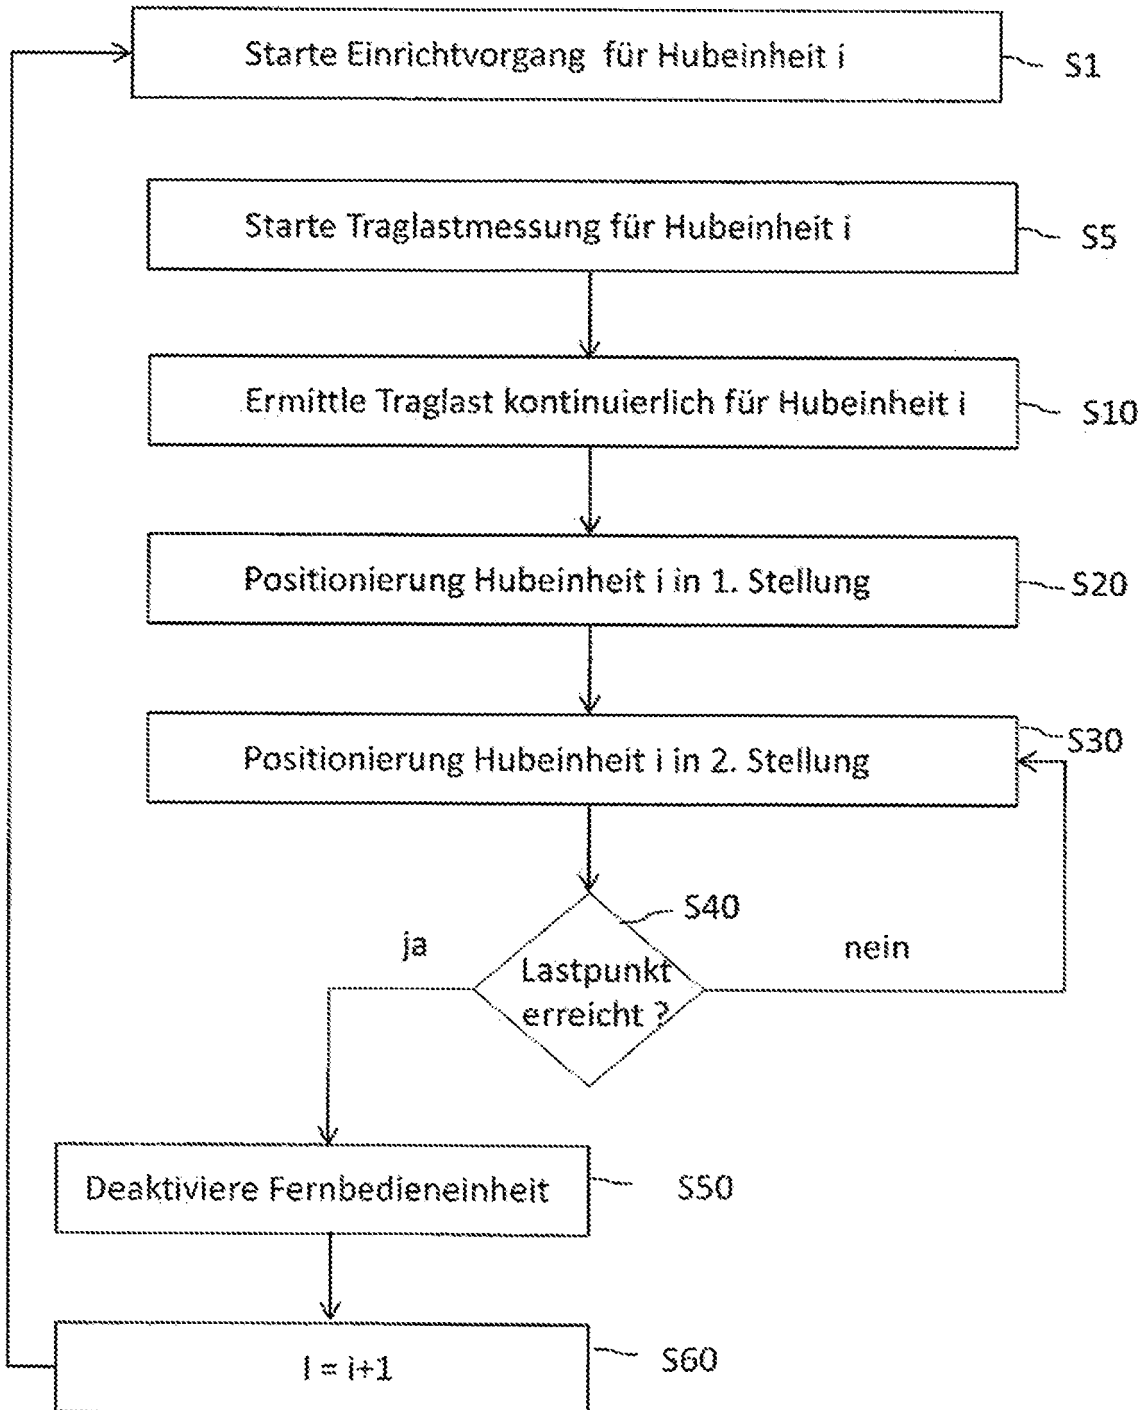 Starte Einrichtvorgang für Hubeinheit i
S1
Starte Traglastmessung für Hubeinheit i
S5
Ermittle Traglast kontinuierlich für Hubeinheit i
S10
Positionierung Hubeinheit i in 1. Stellung
S20
Positionierung Hubeinheit i in 2. Stellung
S30
S40
ja
nein
Lastpunkt
erreicht ?
Deaktiviere Fernbedieneinheit
S50
I = i+1
S60